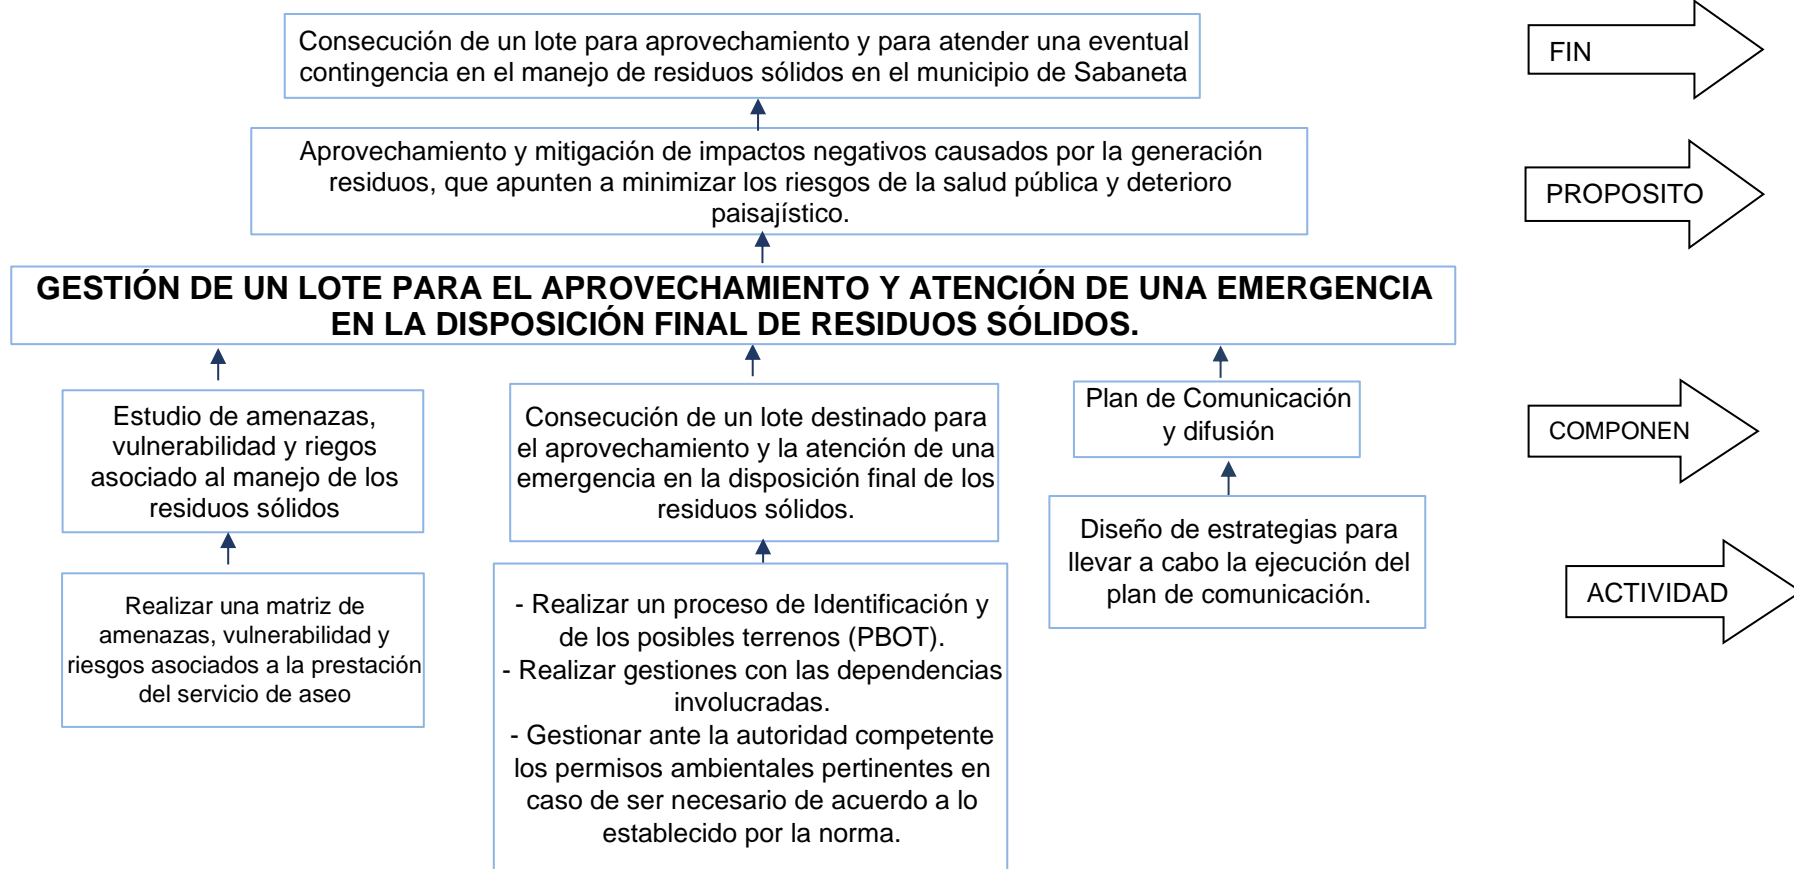 Consecución de un lote para aprovechamiento y para atender una eventual
contingencia en el manejo de residuos sólidos en el municipio de Sabaneta
FIN
Aprovechamiento y mitigación de impactos negativos causados por la generación
residuos, que apunten a minimizar los riesgos de la salud pública y deterioro
paisajístico.
PROPOSITO
GESTIÓN DE UN LOTE PARA EL APROVECHAMIENTO Y ATENCIÓN DE UNA EMERGENCIA
EN LA DISPOSICIÓN FINAL DE RESIDUOS SÓLIDOS.
Estudio de amenazas,
vulnerabilidad y riegos
asociado al manejo de los
residuos sólidos
Consecución de un lote destinado para
el aprovechamiento y la atención de una
emergencia en la disposición final de los
residuos sólidos.
Plan de Comunicación
y difusión
COMPONEN
Realizar una matriz de
amenazas, vulnerabilidad y
riesgos asociados a la prestación
del servicio de aseo
- Realizar un proceso de Identificación y
de los posibles terrenos (PBOT).
- Realizar gestiones con las dependencias
involucradas.
- Gestionar ante la autoridad competente
los permisos ambientales pertinentes en
caso de ser necesario de acuerdo a lo
establecido por la norma.
Diseño de estrategias para
llevar a cabo la ejecución del
plan de comunicación.
ACTIVIDAD